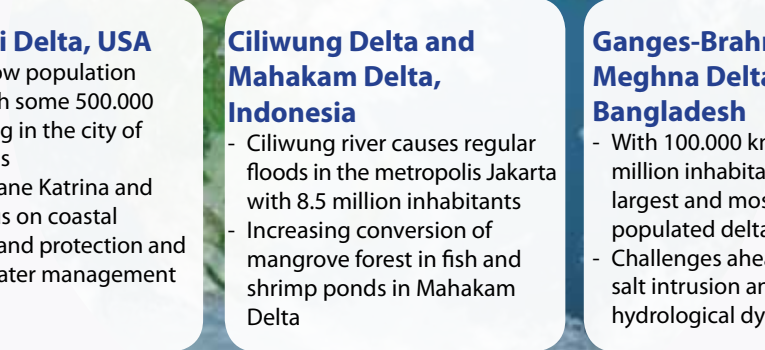 i Delta, USA
ow population
h some 500.000
g in the city of
s
ane Katrina and
s on coastal
and protection and
ater management
Ciliwung Delta and
Mahakam Delta,
Indonesia
- Ciliwung river causes regular
floods in the metropolis Jakarta
with 8.5 million inhabitants
- Increasing conversion of
mangrove forest in fish and
shrimp ponds in Mahakam
Delta
Ganges-Brahm
Meghna Delta
Bangladesh
- With 100.000 km
million inhabita
largest and mos
populated delta
- Challenges ahea
salt intrusion an
hydrological dy